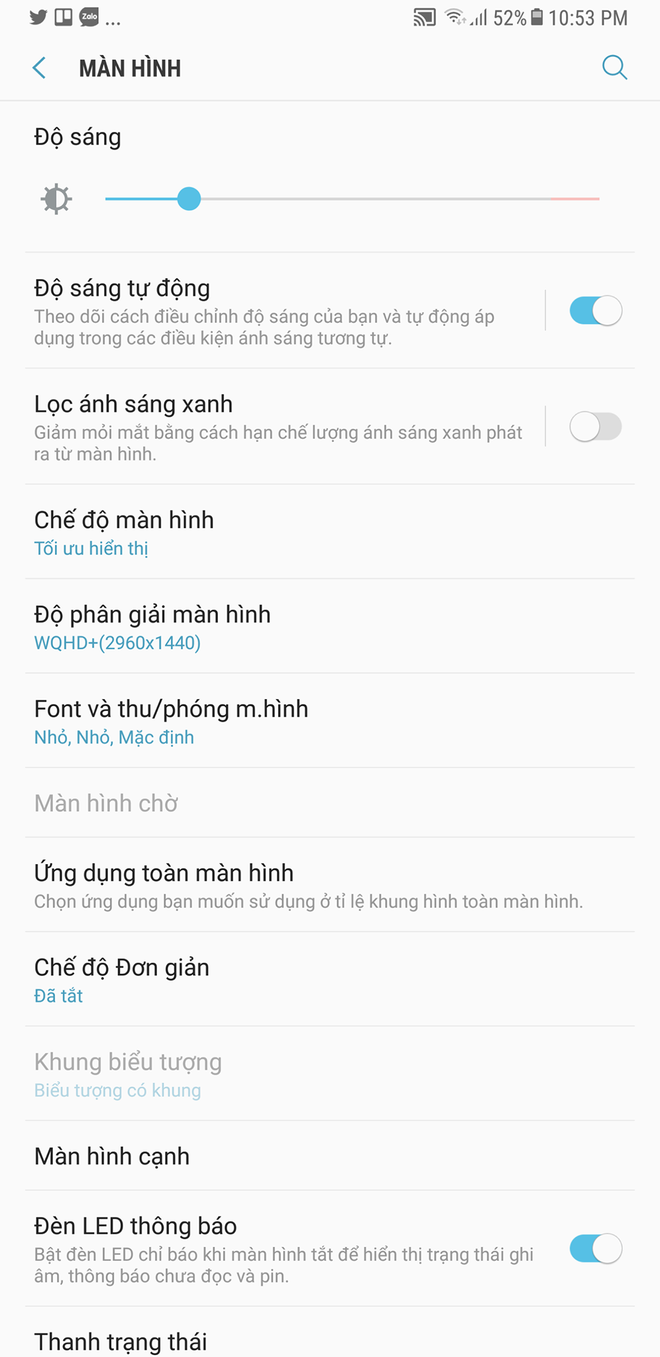 Zalo ... 52% 10:53 PM
MÀN HÌNH
Độ sáng
Độ sáng tự động
Theo dõi cách điều chỉnh độ sáng của bạn và tự động áp
dụng trong các điều kiện ánh sáng tương tự.
Lọc ánh sáng xanh
Giảm mỏi mắt bằng cách hạn chế lượng ánh sáng xanh phát
ra từ màn hình.
Chế độ màn hình
Tối ưu hiển thị
Độ phân giải màn hình
WQHD+(2960x1440)
Font và thu/phóng m.hình
Nhỏ, Nhỏ, Mặc định
Màn hình chờ
Ứng dụng toàn màn hình
Chọn ứng dụng bạn muốn sử dụng ở tỉ lệ khung hình toàn màn hình.
Chế độ Đơn giản
Đã tắt
Khung biểu tượng
Biểu tượng có khung
Màn hình cạnh
Đèn LED thông báo
Bật đèn LED chỉ báo khi màn hình tắt để hiển thị trạng thái ghi
âm, thông báo chưa đọc và pin.
Thanh trạng thái